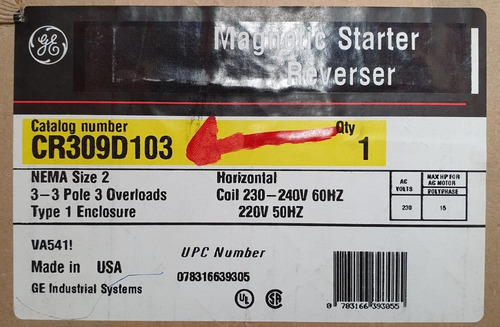 GE
Magnetic Starter
Reverser
Catalog number
CR309D103
Qty
1
NEMA Size 2
3-3 Pole 3 Overloads
Type 1 Enclosure
Horizontal
Coil 230-240V 60HZ
220V 50HZ
AC VOLTS
MAX HP FOR AC MOTOR
POLYPHASE
230
15
VA541!
Made in USA
GE Industrial Systems
UPC Number
078316639305
UL
SA
0 783166 393055